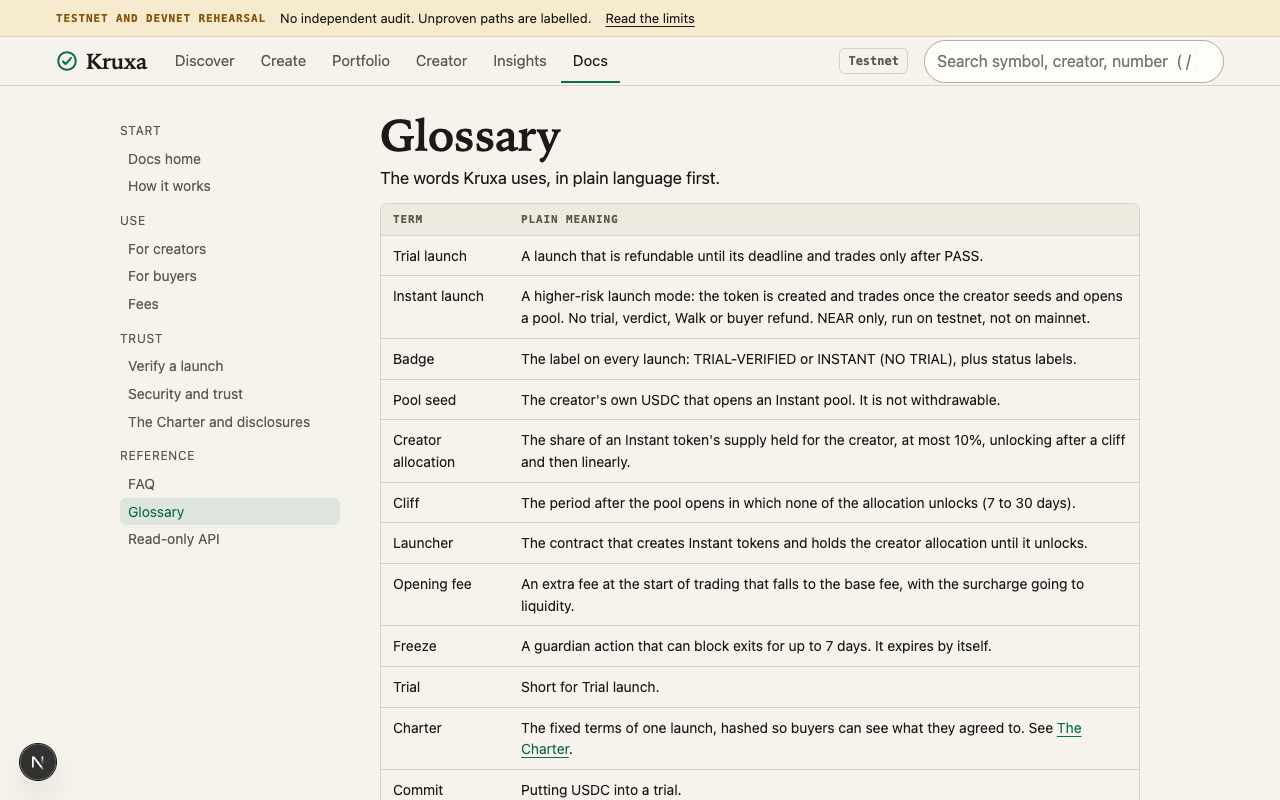 TESTNET AND DEVNET REHEARSAL No independent audit. Unproven paths are labelled. Read the limits
Kruxa Discover Create Portfolio Creator Insights Docs Testnet Search symbol, creator, number ( /
START
Docs home
How it works
USE
For creators
For buyers
Fees
TRUST
Verify a launch
Security and trust
The Charter and disclosures
REFERENCE
FAQ
Glossary
Read-only API
Glossary
The words Kruxa uses, in plain language first.
TERM PLAIN MEANING
Trial launch A launch that is refundable until its deadline and trades only after PASS.
Instant launch A higher-risk launch mode: the token is created and trades once the creator seeds and opens
a pool. No trial, verdict, Walk or buyer refund. NEAR only, run on testnet, not on mainnet.
Badge The label on every launch: TRIAL-VERIFIED or INSTANT (NO TRIAL), plus status labels.
Pool seed The creator's own USDC that opens an Instant pool. It is not withdrawable.
Creator The share of an Instant token's supply held for the creator, at most 10%, unlocking after a cliff
allocation and then linearly.
Cliff The period after the pool opens in which none of the allocation unlocks (7 to 30 days).
Launcher The contract that creates Instant tokens and holds the creator allocation until it unlocks.
Opening fee An extra fee at the start of trading that falls to the base fee, with the surcharge going to
liquidity.
Freeze A guardian action that can block exits for up to 7 days. It expires by itself.
Trial Short for Trial launch.
Charter The fixed terms of one launch, hashed so buyers can see what they agreed to. See The
Charter.
Commit Putting USDC into a trial.
N